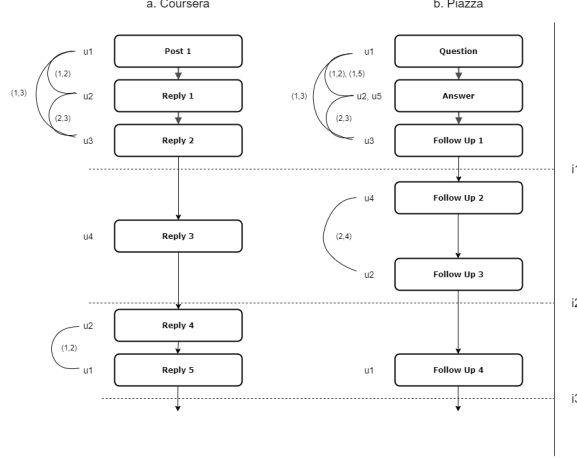 a. Coursera
b. Piazza
u1
Post 1
u1
Question
(1,2)
(1,2), (1,5)
(1,3)
u2
Reply 1
(1,3)
u2, u5
Answer
(2,3)
(2,3)
u3
Reply 2
u3
Follow Up 1
i1
u4
Follow Up 2
u4
Reply 3
(2,4)
u2
Follow Up 3
i2
u2
Reply 4
(1,2)
u1
Reply 5
u1
Follow Up 4
i3